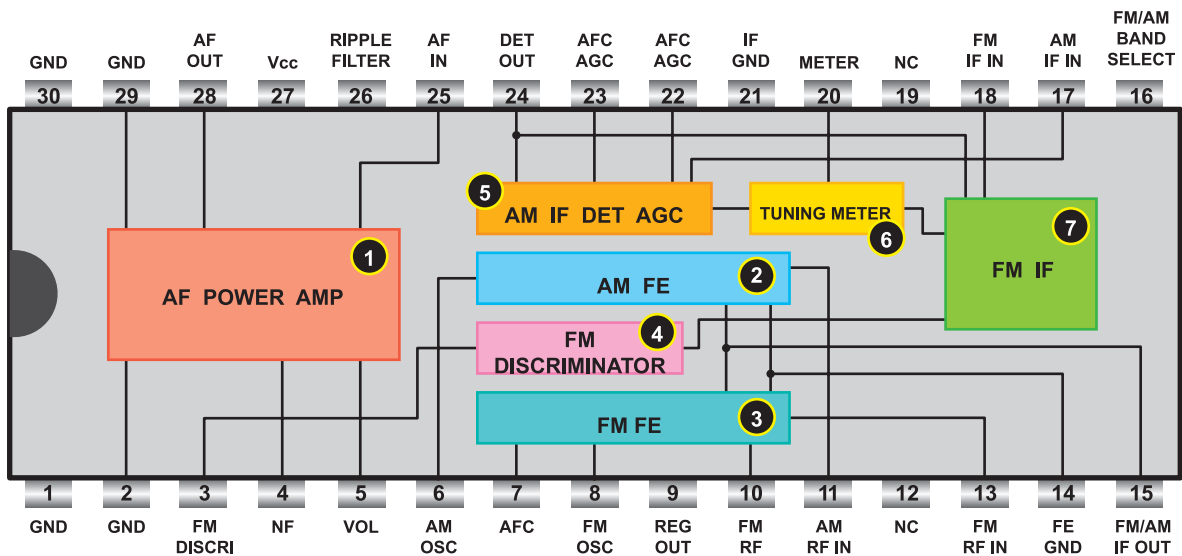 GND
GND
AF
OUT
Vcc
RIPPLE
FILTER
AF
IN
DET
OUT
AFC
AGC
AFC
AGC
IF
GND
METER
NC
FM
IF IN
AM
IF IN
FM/AM
BAND
SELECT
30 29 28 27 26 25 24 23 22 21 20 19 18 17 16
5
AM IF DET AGC
TUNING METER
6
7
FM IF
1
AF POWER AMP
2
AM FE
4
FM
DISCRIMINATOR
3
FM FE
1 2 3 4 5 6 7 8 9 10 11 12 13 14 15
GND
GND
FM
DISCRI
NF
VOL
AM
OSC
AFC
FM
OSC
REG
OUT
FM
RF
AM
RF IN
NC
FM
RF IN
FE
GND
FM/AM
IF OUT